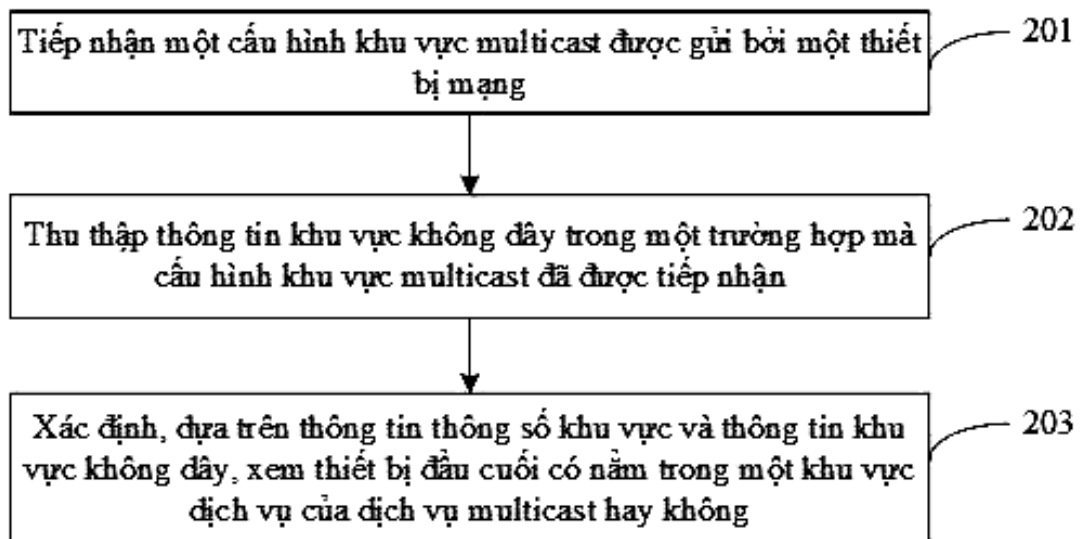 Tiếp nhận một cấu hình khu vực multicast được gửi bởi một thiết
bị mạng
201
Thu thập thông tin khu vực không dây trong một trường hợp mà
cấu hình khu vực multicast đã được tiếp nhận
202
Xác định, dựa trên thông tin thông số khu vực và thông tin khu
vực không dây, xem thiết bị đầu cuối có nằm trong một khu vực
dịch vụ của dịch vụ multicast hay không
203